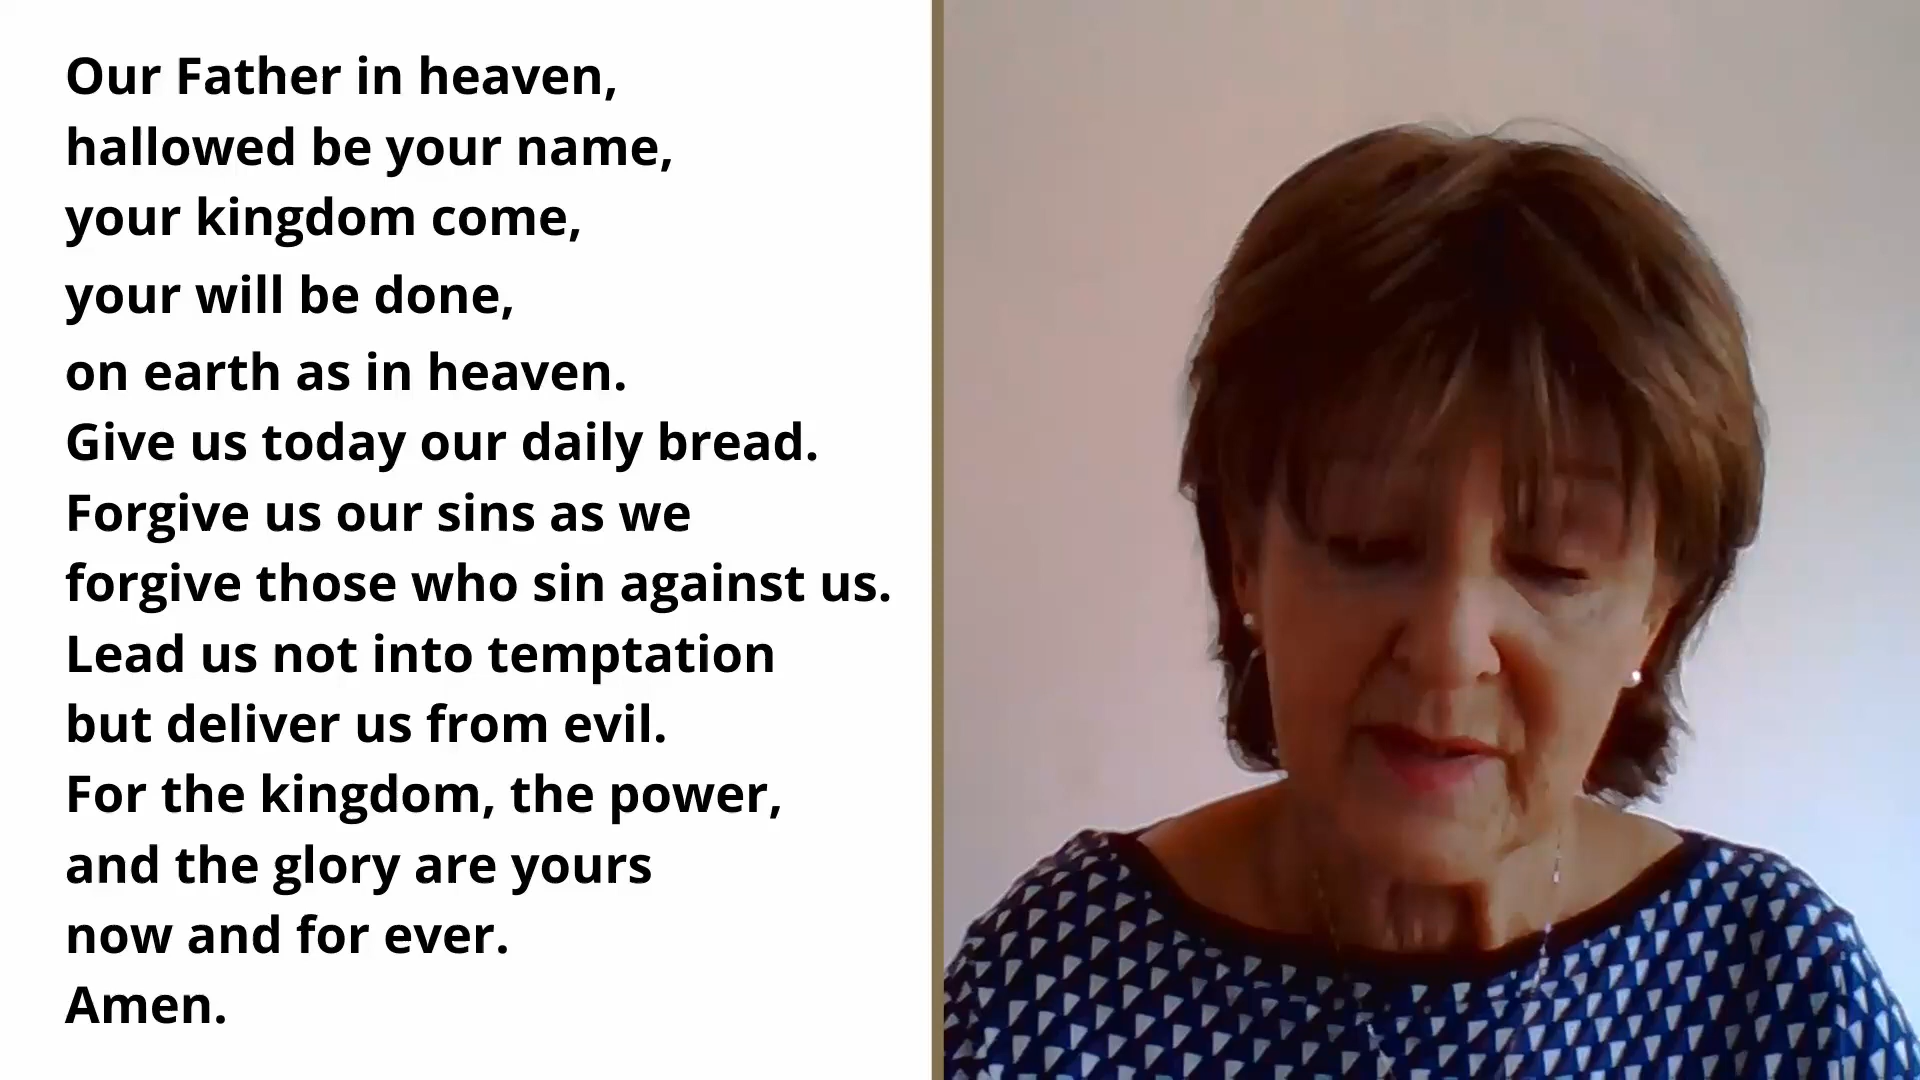 Our Father in heaven,
hallowed be your name,
your kingdom come,
your will be done,
on earth as in heaven.
Give us today our daily bread.
Forgive us our sins as we
forgive those who sin against us.
Lead us not into temptation
but deliver us from evil.
For the kingdom, the power,
and the glory are yours
now and for ever.
Amen.